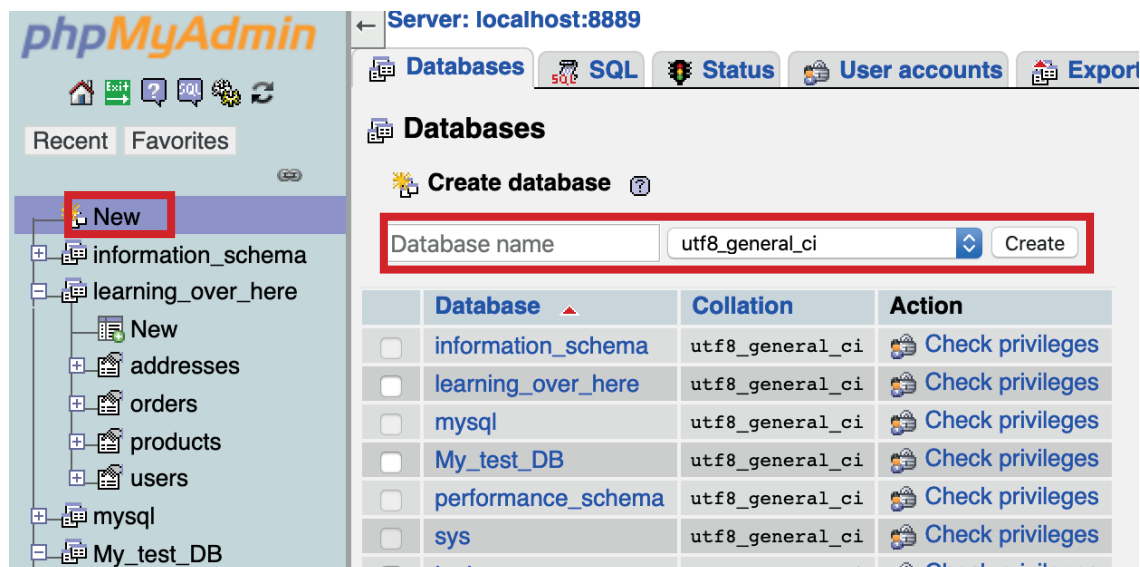 phpMyAdmin
Recent Favorites
New
information_schema
learning_over_here
New
addresses
orders
products
users
mysql
My_test_DB
Server: localhost:8889
Databases SQL Status User accounts Export
Databases
Create database
Database name utf8_general_ci Create
Database Collation Action
information_schema utf8_general_ci Check privileges
learning_over_here utf8_general_ci Check privileges
mysql utf8_general_ci Check privileges
My_test_DB utf8_general_ci Check privileges
performance_schema utf8_general_ci Check privileges
sys utf8_general_ci Check privileges